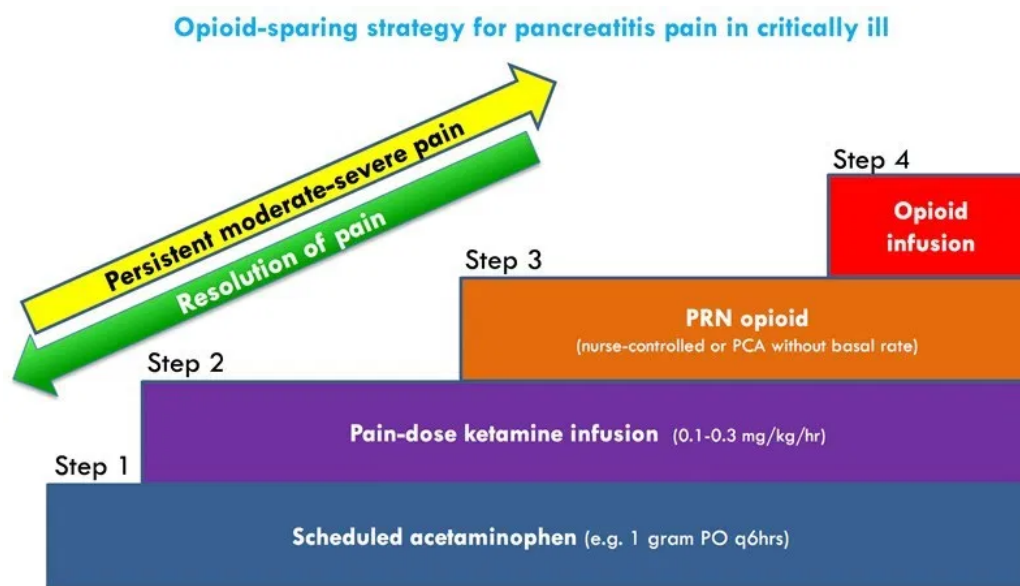 Opioid-sparing strategy for pancreatitis pain in critically ill
Persistent moderate-severe pain
Resolution of pain
Step 4
Opioid
infusion
Step 3
PRN opioid
(nurse-controlled or PCA without basal rate)
Step 2
Pain-dose ketamine infusion (0.1-0.3 mg/kg/hr)
Step 1
Scheduled acetaminophen (e.g. 1 gram PO q6hrs)